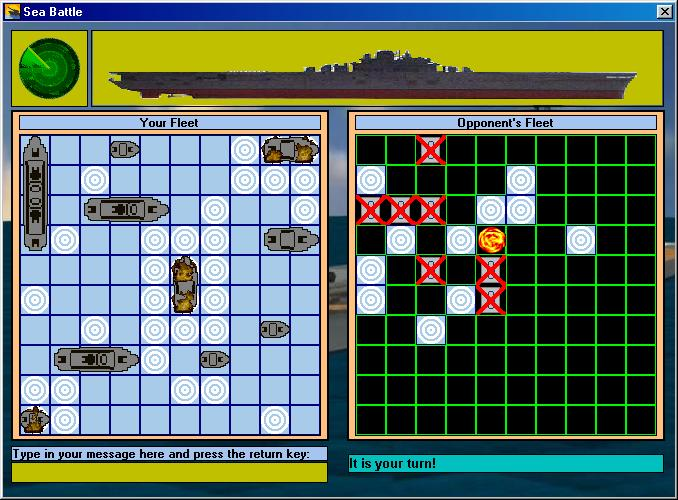 Sea Battle
Your Fleet
Opponent's Fleet
Type in your message here and press the return key:
It is your turn!